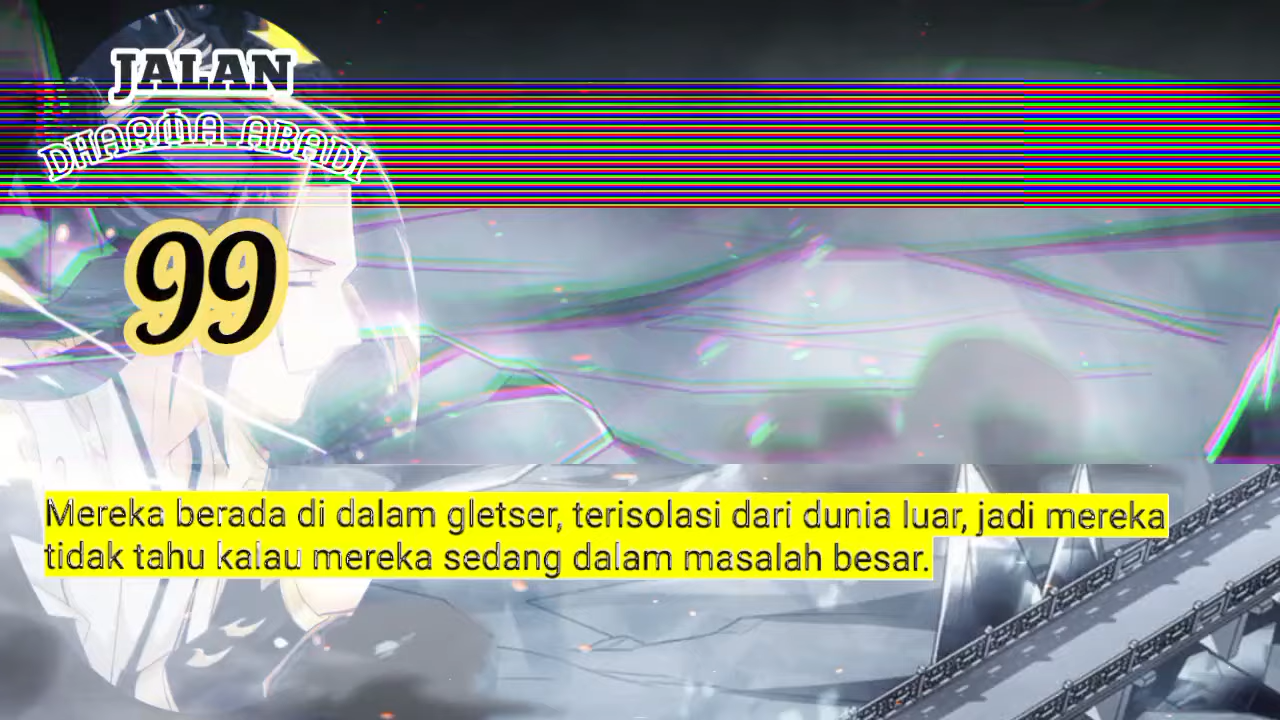 JALAN
DHARMA ABADI
99
Mereka berada di dalam gletser, terisolasi dari dunia luar, jadi mereka
tidak tahu kalau mereka sedang dalam masalah besar.